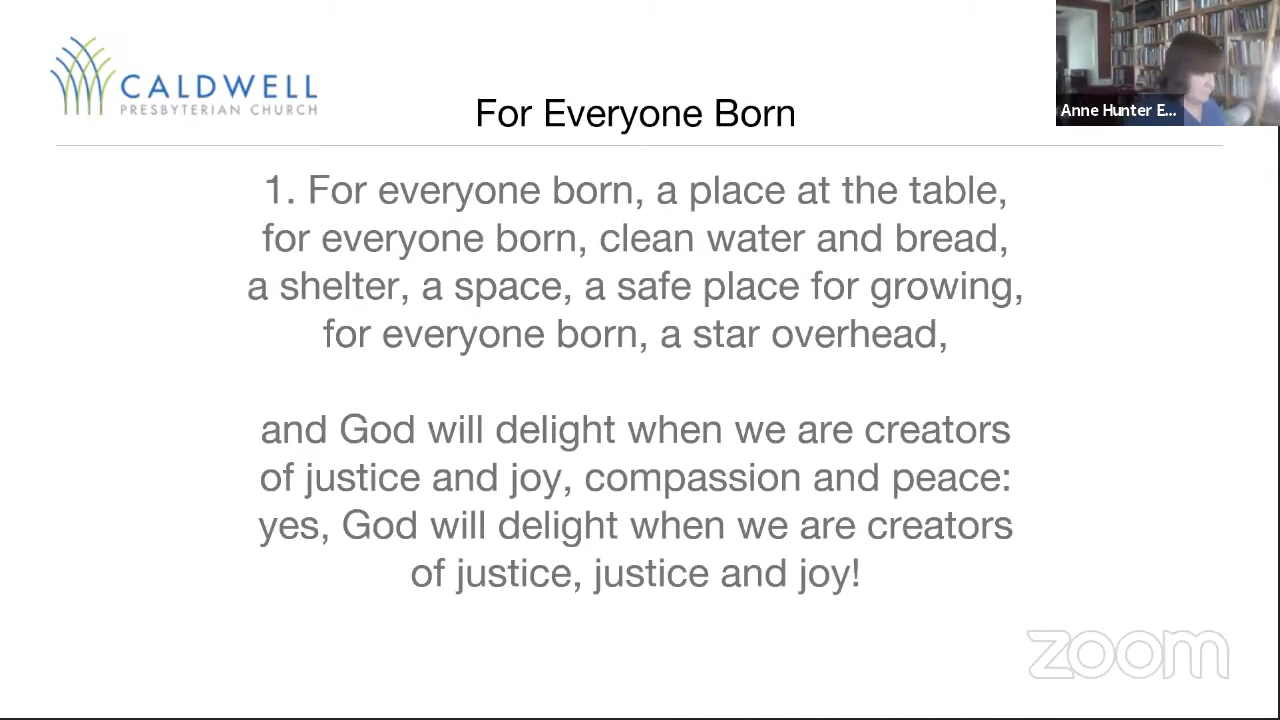 CALDWELL
PRESBYTERIAN CHURCH
For Everyone Born
Anne Hunter E...
1. For everyone born, a place at the table,
for everyone born, clean water and bread,
a shelter, a space, a safe place for growing,
for everyone born, a star overhead,
and God will delight when we are creators
of justice and joy, compassion and peace:
yes, God will delight when we are creators
of justice, justice and joy!
zoom